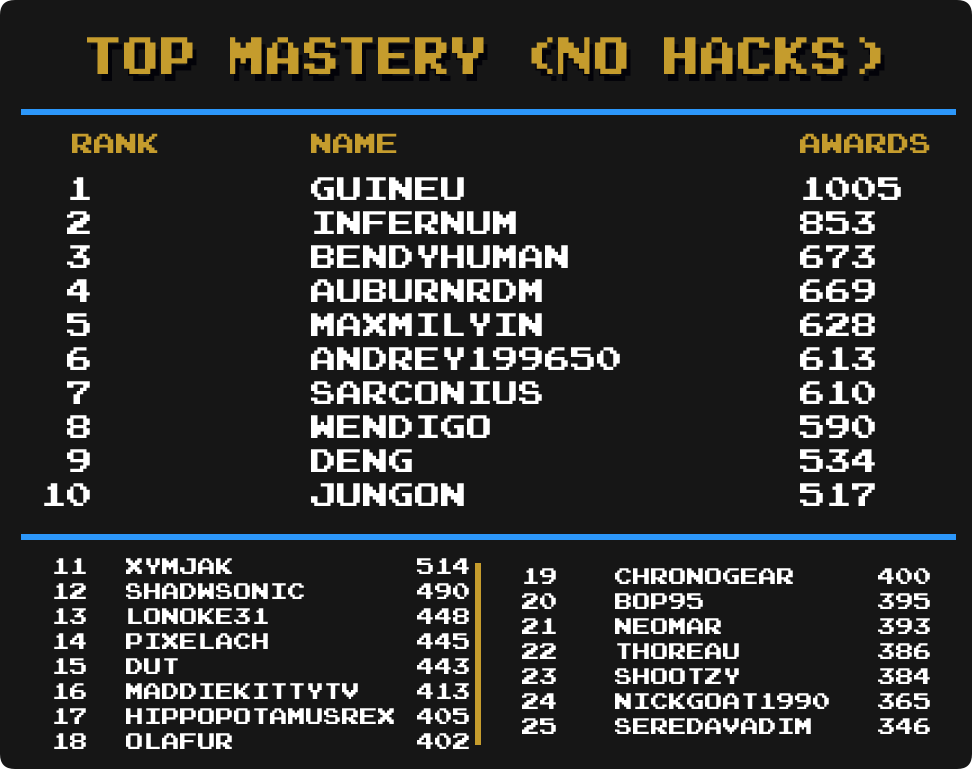 TOP MASTERY (NO HACKS)
RANK NAME AWARDS
1 GUINEU 1005
2 INFERNUM 853
3 BENDYHUMAN 673
4 AUBURNRDM 669
5 MAXMILYIN 628
6 ANDREY199650 613
7 SARCONIUS 610
8 WENDIGO 590
9 DENG 534
10 JUNGON 517
11 XYMJAK 514
12 SHADWSONIC 490
13 LONOKE31 448
14 PIXELACH 445
15 DUT 443
16 MADDIEKITTYTV 413
17 HIPPOPOTAMUSREX 405
18 OLAFUR 402
19 CHRONOGEAR 400
20 BOP95 395
21 NEOMAR 393
22 THOREAU 386
23 SHOOTZY 384
24 NICKGOAT1990 365
25 SEREDAVADIM 346